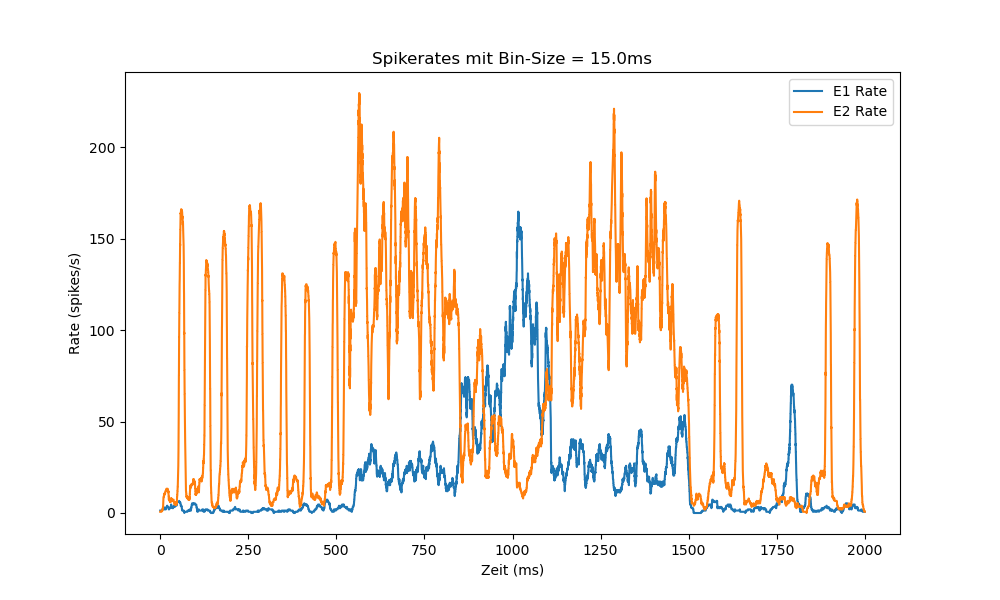 Spikerates mit Bin-Size = 15.0ms
E1 Rate
E2 Rate
200
150
100
50
0
Rate (spikes/s)
0 250 500 750 1000 1250 1500 1750 2000
Zeit (ms)